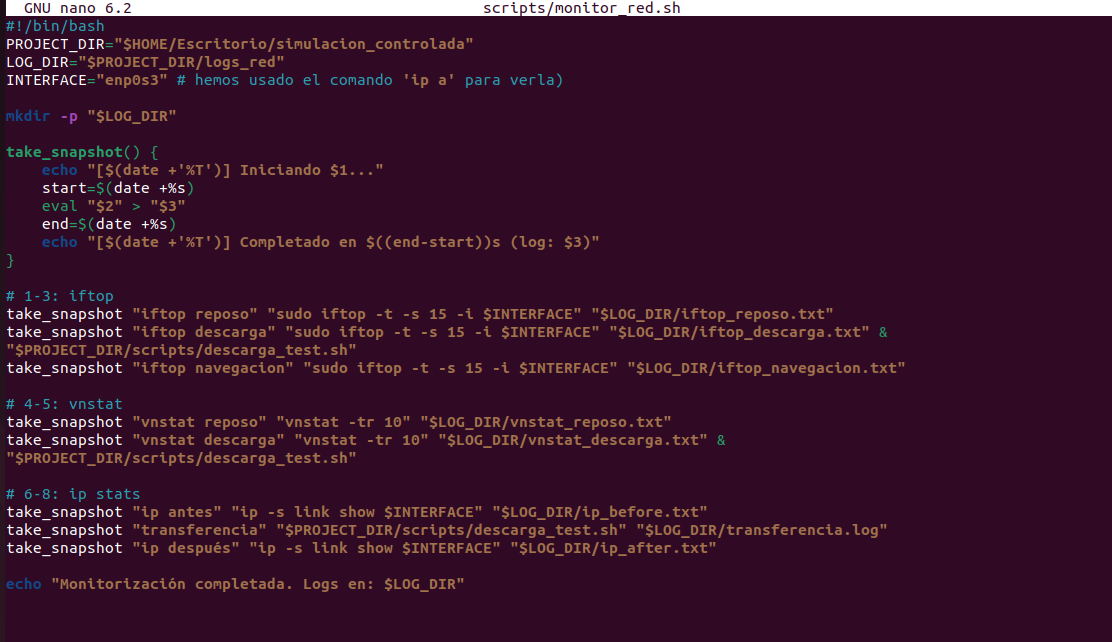 GNU nano 6.2 scripts/monitor_red.sh
#!/bin/bash
PROJECT_DIR="$HOME/Escritorio/simulacion_controlada"
LOG_DIR="$PROJECT_DIR/logs_red"
INTERFACE="enp0s3" # hemos usado el comando 'ip a' para verla)
mkdir -p "$LOG_DIR"
take_snapshot() {
echo "[$(date +'%T')] Iniciando $1..."
start=$(date +%s)
eval "$2" > "$3"
end=$(date +%s)
echo "[$(date +'%T')] Completado en $((end-start))s (log: $3)"
}
# 1-3: iftop
take_snapshot "iftop reposo" "sudo iftop -t -s 15 -i $INTERFACE" "$LOG_DIR/iftop_reposo.txt"
take_snapshot "iftop descarga" "sudo iftop -t -s 15 -i $INTERFACE" "$LOG_DIR/iftop_descarga.txt" &
"$PROJECT_DIR/scripts/descarga_test.sh"
take_snapshot "iftop navegacion" "sudo iftop -t -s 15 -i $INTERFACE" "$LOG_DIR/iftop_navegacion.txt"
# 4-5: vnstat
take_snapshot "vnstat reposo" "vnstat -tr 10" "$LOG_DIR/vnstat_reposo.txt"
take_snapshot "vnstat descarga" "vnstat -tr 10" "$LOG_DIR/vnstat_descarga.txt" &
"$PROJECT_DIR/scripts/descarga_test.sh"
# 6-8: ip stats
take_snapshot "ip antes" "ip -s link show $INTERFACE" "$LOG_DIR/ip_before.txt"
take_snapshot "transferencia" "$PROJECT_DIR/scripts/descarga_test.sh" "$LOG_DIR/transferencia.log"
take_snapshot "ip después" "ip -s link show $INTERFACE" "$LOG_DIR/ip_after.txt"
echo "Monitorización completada. Logs en: $LOG_DIR"